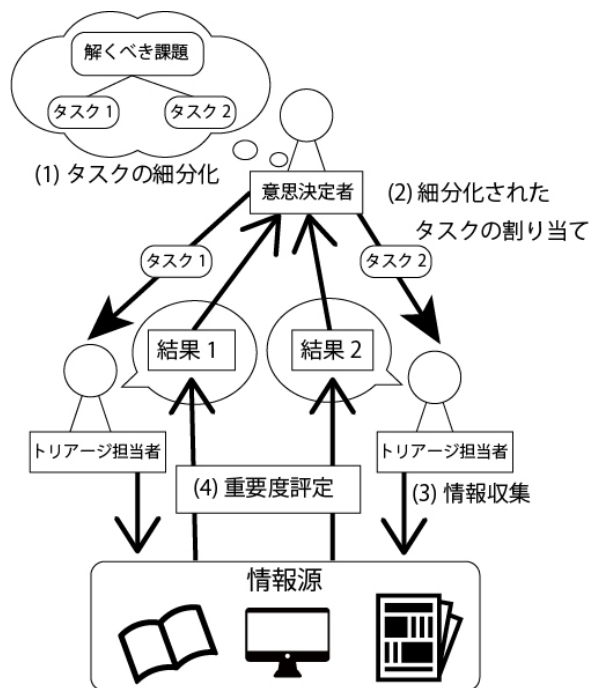 解くべき課題
タスク 1
タスク 2
(1) タスクの細分化
意思決定者
(2) 細分化された
タスクの割り当て
タスク 1
タスク 2
結果 1
結果 2
トリアージ担当者
トリアージ担当者
(4) 重要度評定
(3) 情報収集
情報源